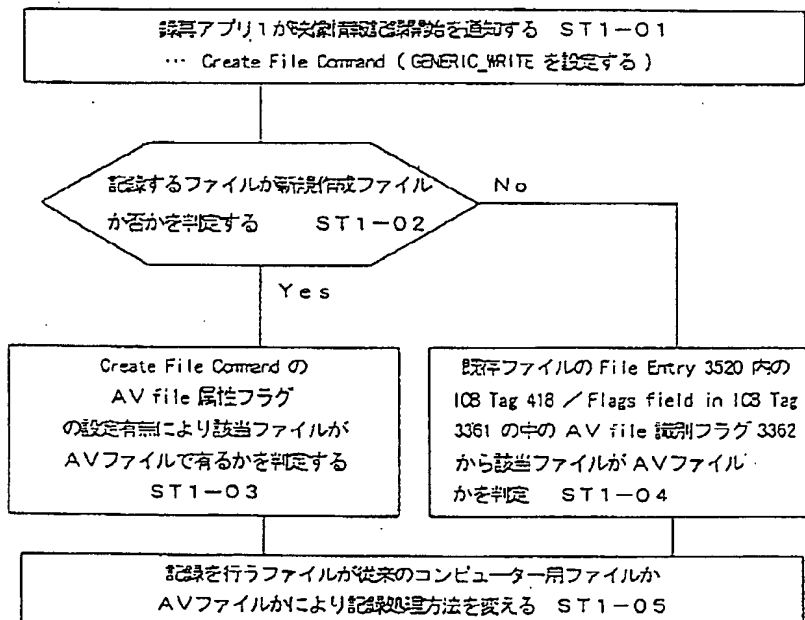 録再アプリ1が映像情報記録開始を通知する ST1-01
… Create File Command ( GENERIC_WRITE を設定する )
記録するファイルが新規作成ファイル
か否かを判定する ST1-02
No
Yes
Create File Command の
AV file 属性フラグ
の設定有無により該当ファイルが
AVファイルで有るかを判定する
ST1-03
既存ファイルの File Entry 3520 内の
ICB Tag 418 / Flags field in ICB Tag
3361 の中の AV file 識別フラグ 3362
から該当ファイルがAVファイル
かを判定 ST1-04
記録を行うファイルが従来のコンピューター用ファイルか
AVファイルかにより記録処理方法を変える ST1-05